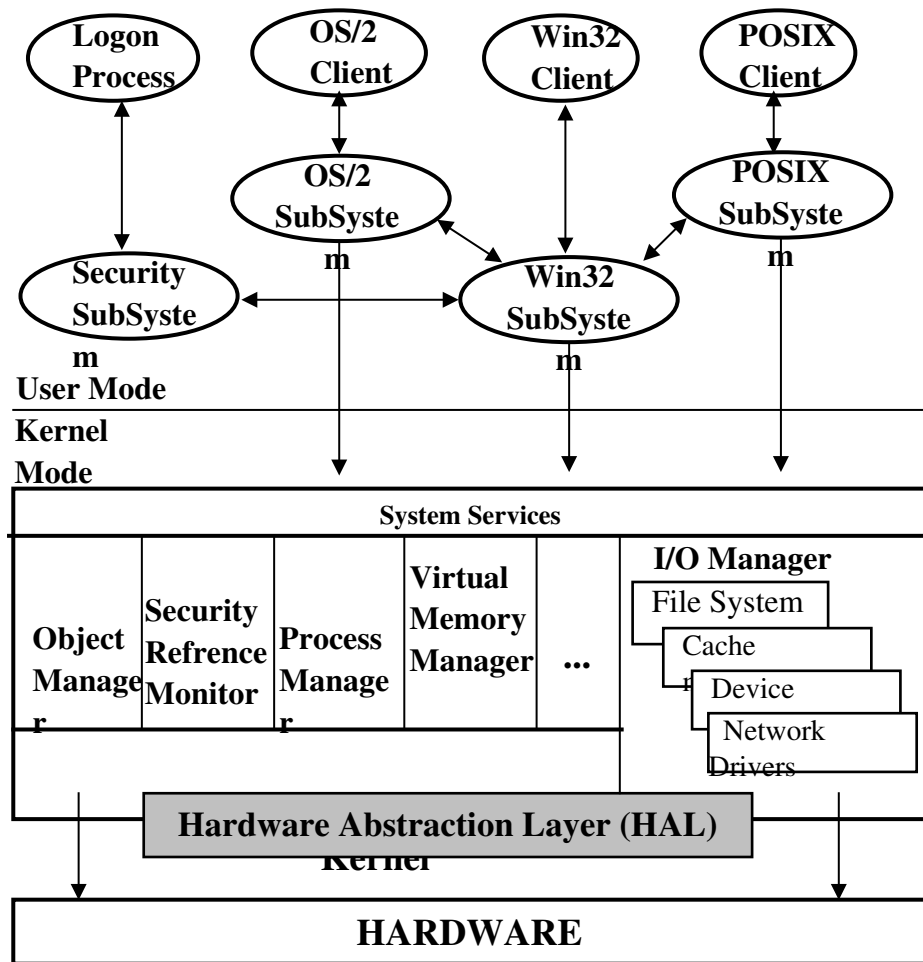 Logon
Process
OS/2
Client
Win32
Client
POSIX
Client
OS/2
SubSyste
m
POSIX
SubSyste
m
Security
SubSyste
m
Win32
SubSyste
m
User Mode
Kernel
Mode
System Services
Object
Manage
r
Security
Refrence
Monitor
Process
Manage
r
Virtual
Memory
Manager
...
I/O Manager
File System
Cache
Device
Network
Drivers
Hardware Abstraction Layer (HAL)
Kernel
HARDWARE